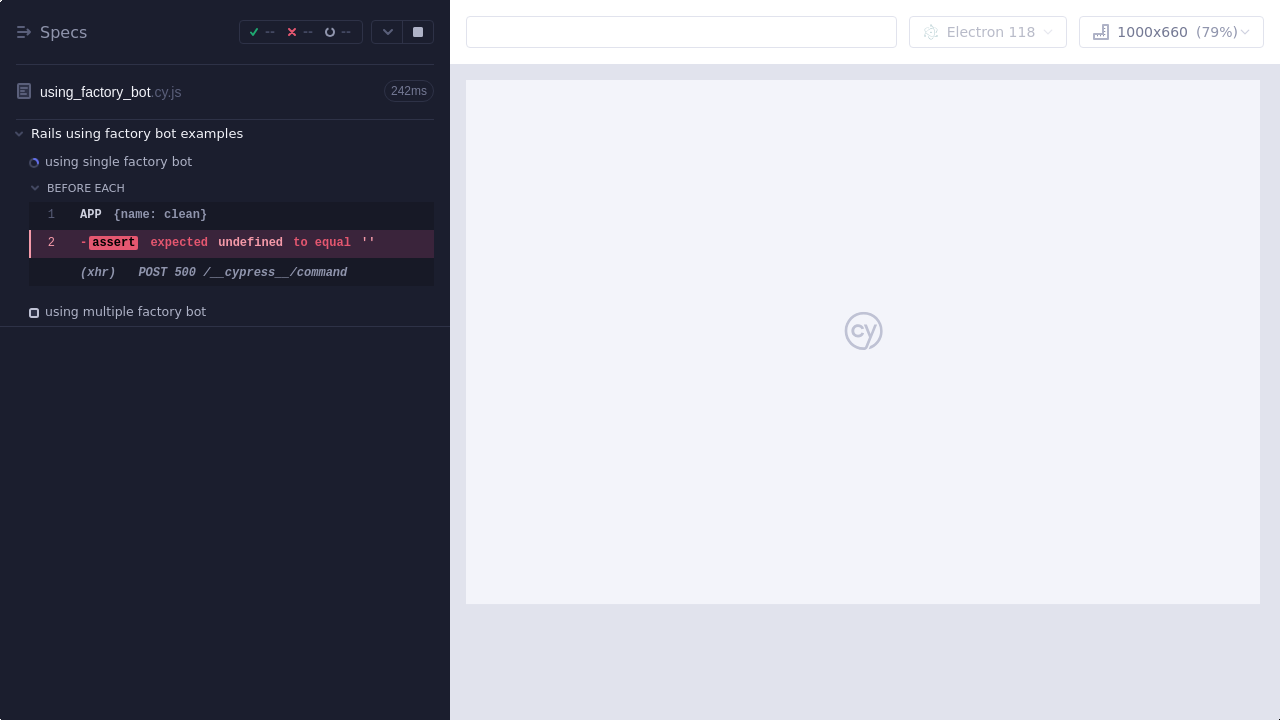 Specs
--
--
--
Electron 118
1000x660 (79%)
using_factory_bot.cy.js
242ms
Rails using factory bot examples
using single factory bot
BEFORE EACH
1 APP {name: clean}
2 -assert expected undefined to equal ''
(xhr) POST 500 /__cypress__/command
using multiple factory bot
cy